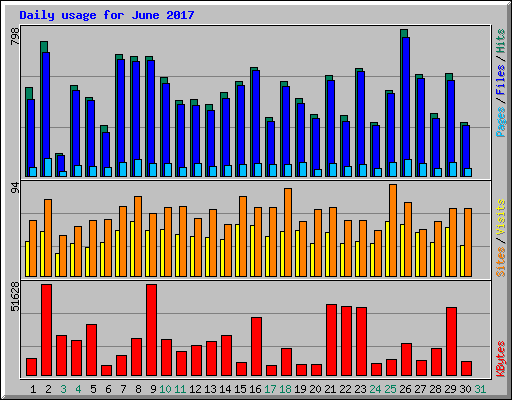 Daily usage for June 2017
798
Pages / Files / Hits
94
Sites / Visits
51628
KBytes
1 2 3 4 5 6 7 8 9 10 11 12 13 14 15 16 17 18 19 20 21 22 23 24 25 26 27 28 29 30 31